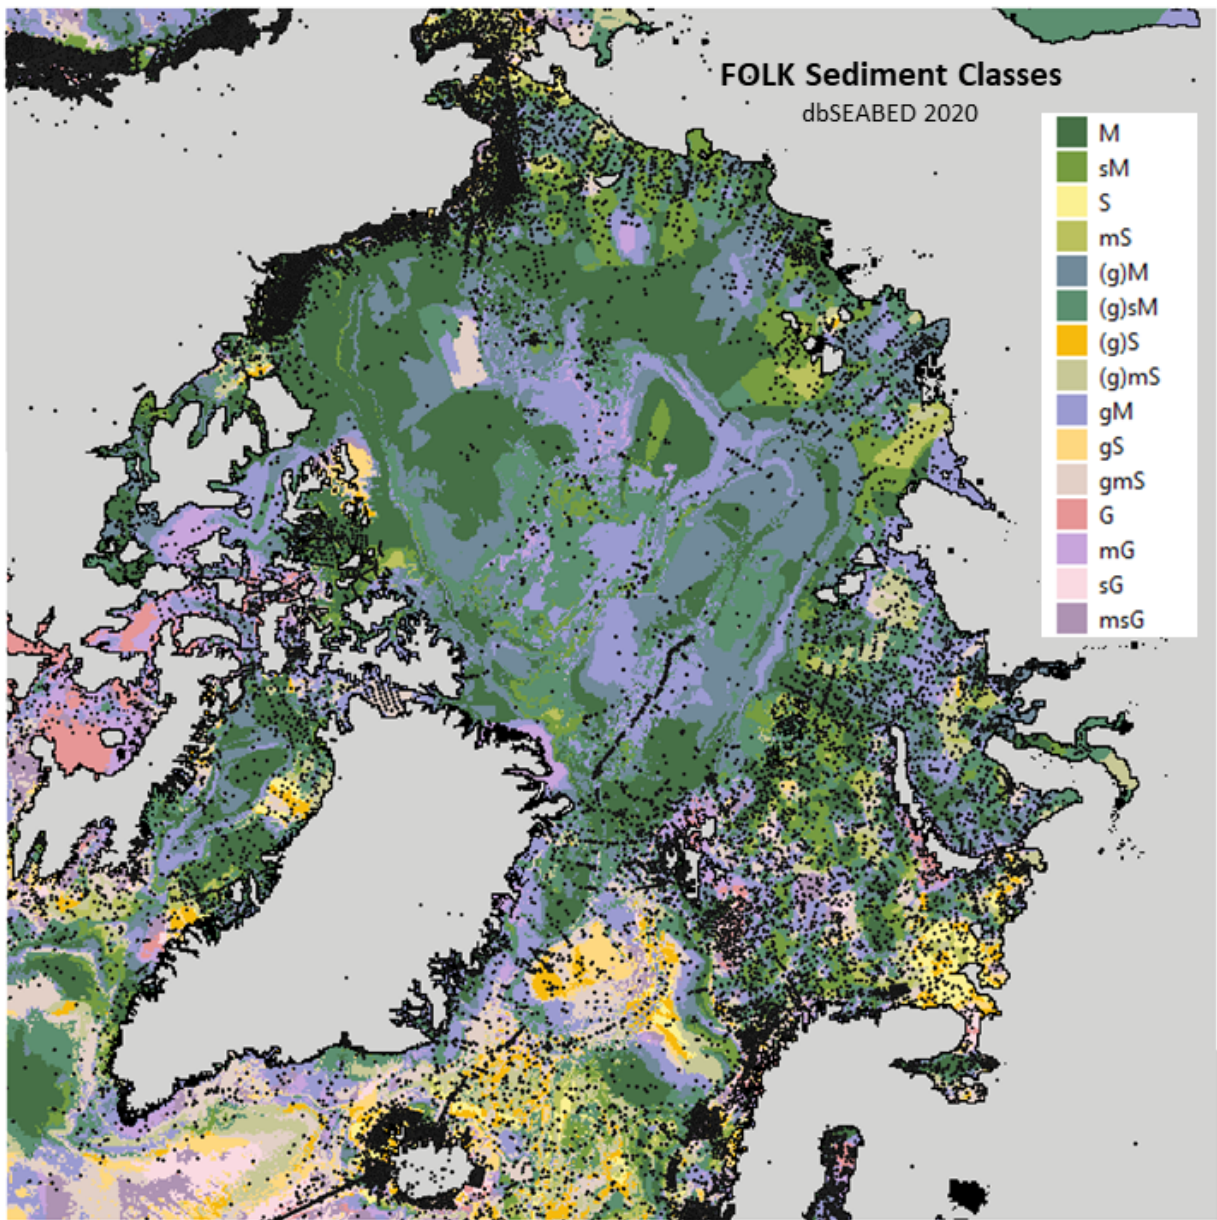 FOLK Sediment Classes
dbSEABED 2020
M
sM
S
mS
(g)M
(g)sM
(g)S
(g)mS
gM
gS
gmS
G
mG
sG
msG